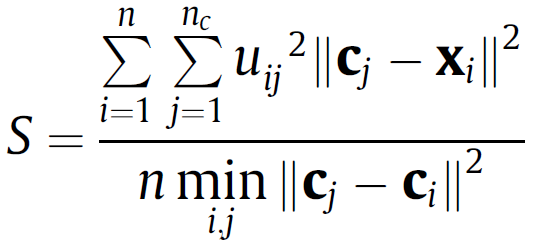 S = \frac{\sum_{i=1}^{n} \sum_{j=1}^{n_c} u_{ij}{}^2 \|\mathbf{c}_j - \mathbf{x}_i\|^2}{n \min_{i.j} \|\mathbf{c}_j - \mathbf{c}_i\|^2}